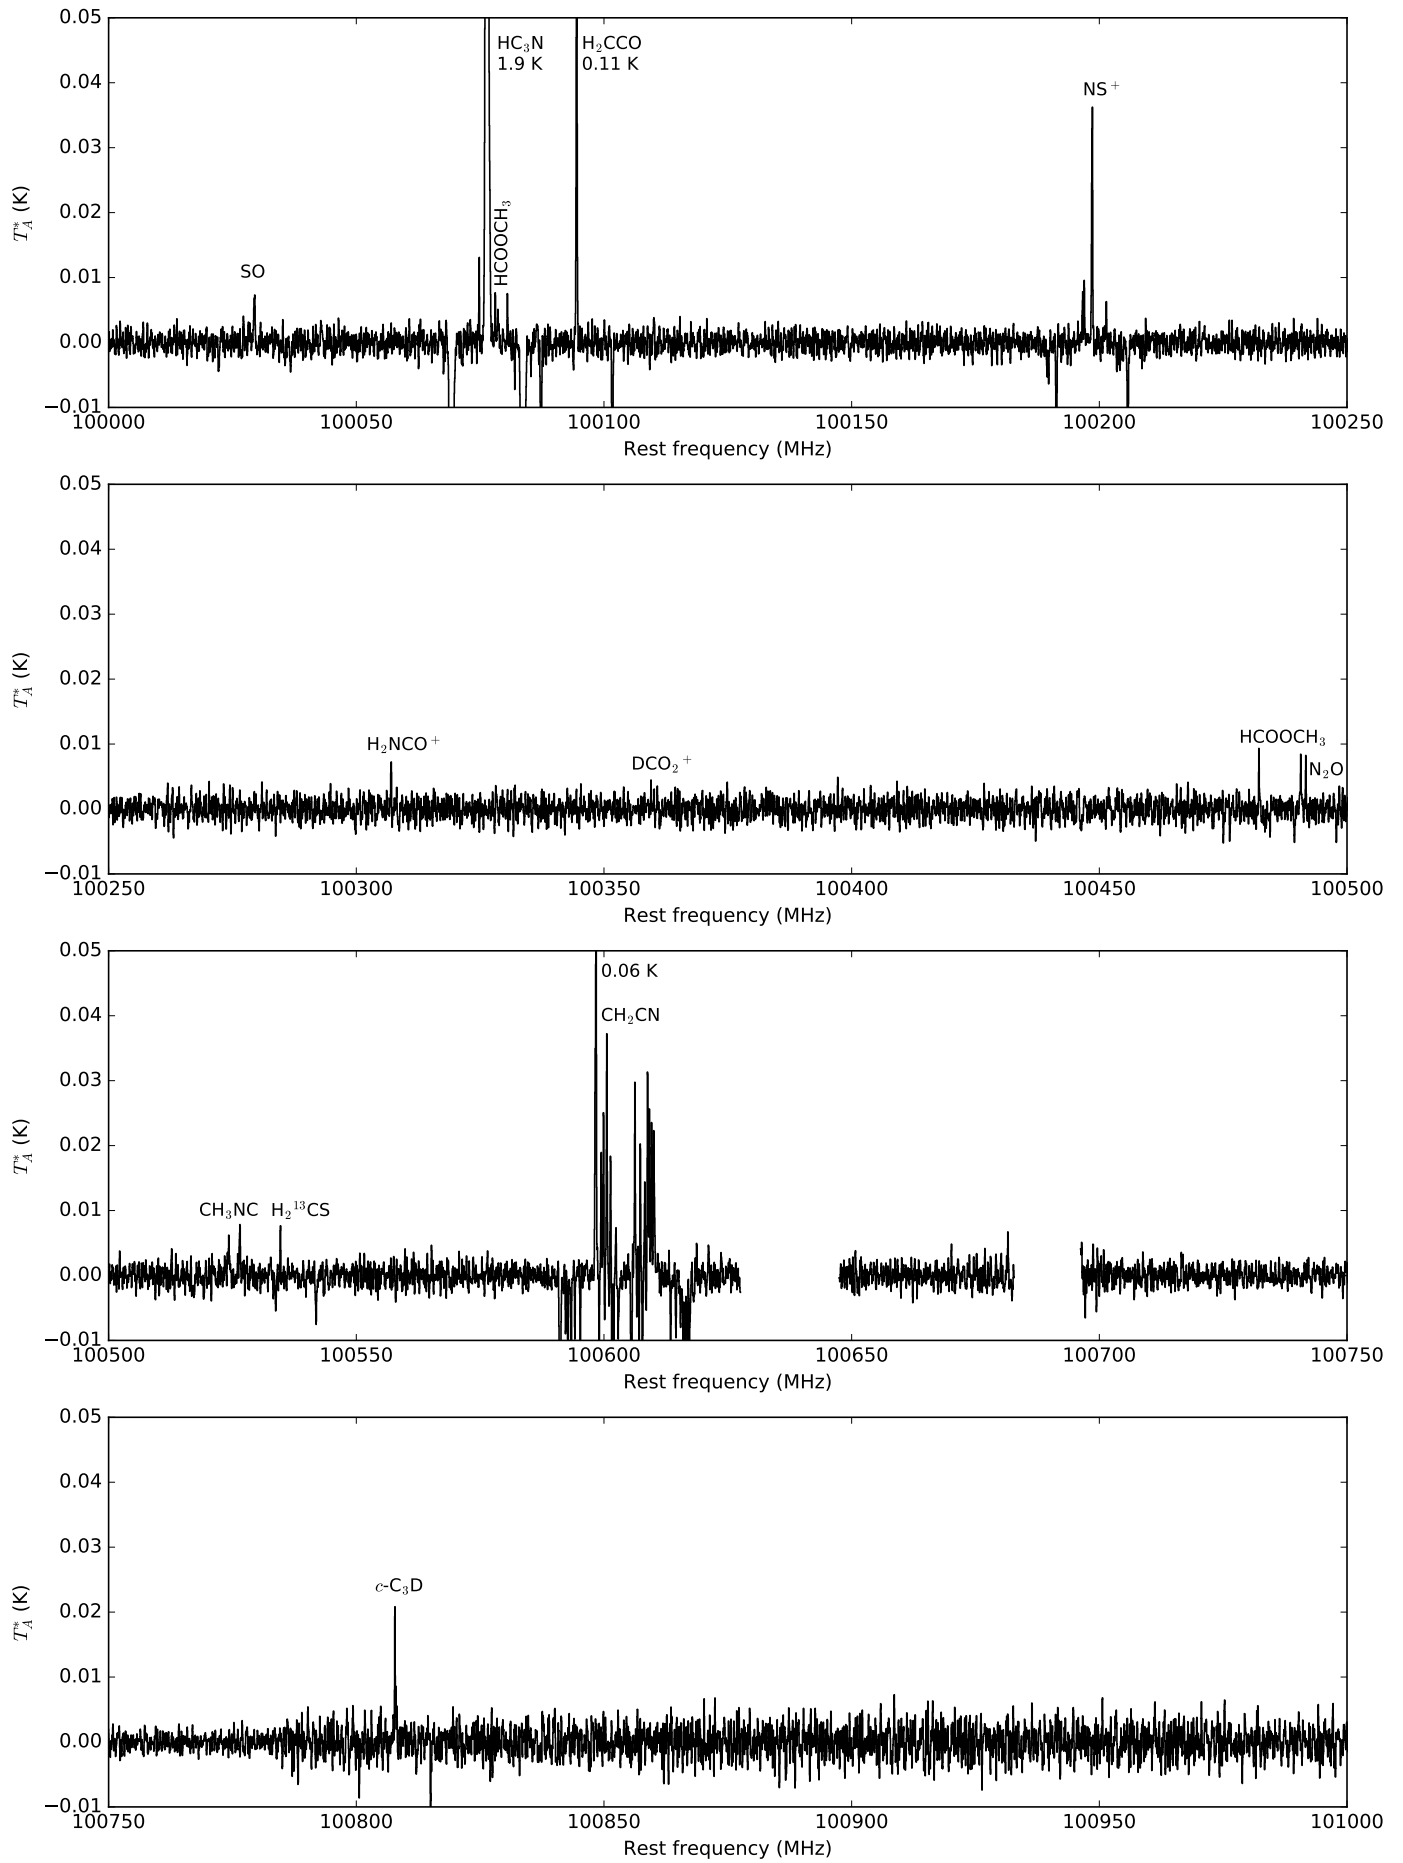 0.05
0.04
0.03
0.02
0.01
0.00
−0.01
T*A (K)
HC₃N
1.9 K
H₂CCO
0.11 K
NS⁺
SO
HCOOCH₃
100000 100050 100100 100150 100200 100250
Rest frequency (MHz)
0.05
0.04
0.03
0.02
0.01
0.00
−0.01
T*A (K)
H₂NCO⁺
DCO₂⁺
HCOOCH₃
N₂O
100250 100300 100350 100400 100450 100500
Rest frequency (MHz)
0.05
0.04
0.03
0.02
0.01
0.00
−0.01
T*A (K)
0.06 K
CH₂CN
CH₃NC H₂¹³CS
100500 100550 100600 100650 100700 100750
Rest frequency (MHz)
0.05
0.04
0.03
0.02
0.01
0.00
−0.01
T*A (K)
c-C₃D
100750 100800 100850 100900 100950 101000
Rest frequency (MHz)